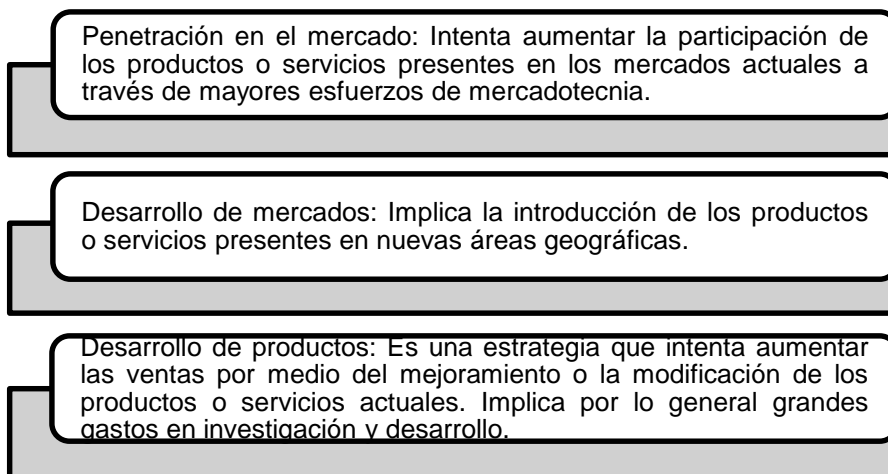 Penetración en el mercado: Intenta aumentar la participación de
los productos o servicios presentes en los mercados actuales a
través de mayores esfuerzos de mercadotecnia.
Desarrollo de mercados: Implica la introducción de los productos
o servicios presentes en nuevas áreas geográficas.
Desarrollo de productos: Es una estrategia que intenta aumentar
las ventas por medio del mejoramiento o la modificación de los
productos o servicios actuales. Implica por lo general grandes
gastos en investigación y desarrollo.